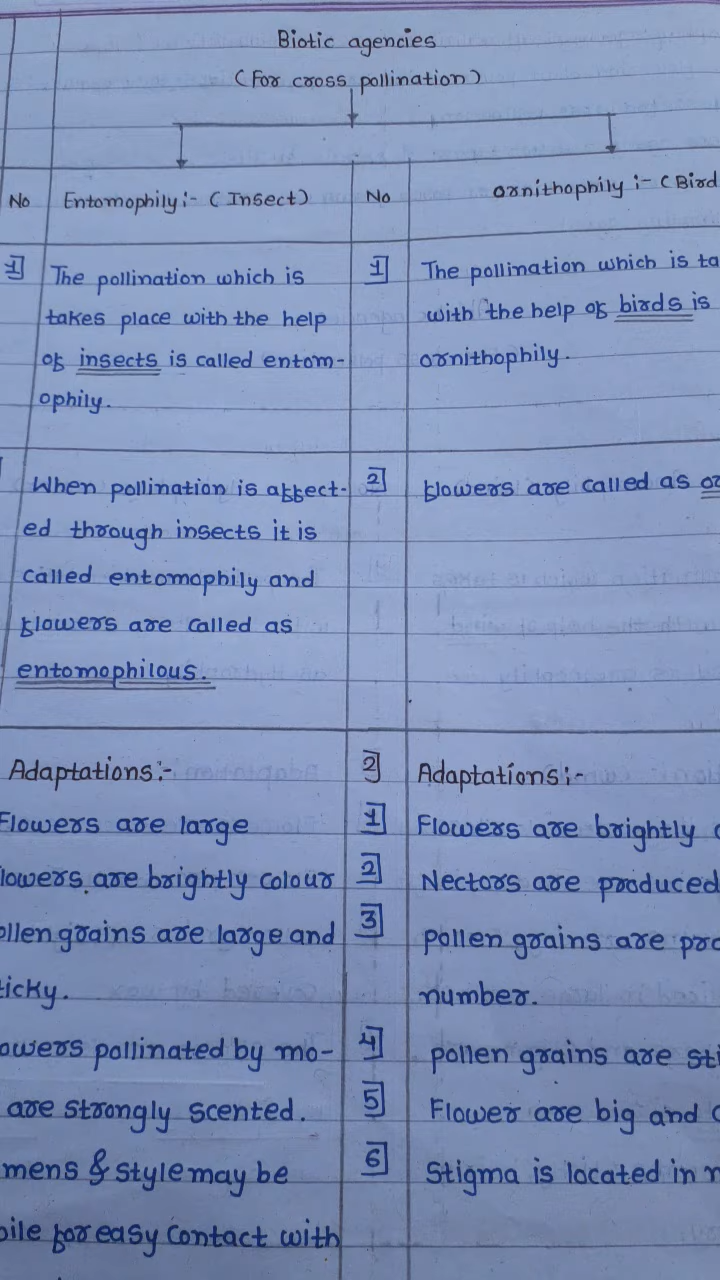 Biotic agencies
(For cross pollination)
No
Entomophily :- (Insect)
No
ornithophily :- (Bird
1
The pollination which is
takes place with the help
of insects is called entom-
ophily.
1
The pollination which is ta
with the help of birds is
ornithophily.
When pollination is affect-
ed through insects it is
called entomophily and
flowers are called as
entomophilous.
2
flowers are called as
Adaptations :-
Flowers are large
lowers are brightly colour
ollen grains are large and
ticky.
owers pollinated by mo-
are strongly scented.
mens & style may be
bile for easy contact with
2 Adaptations :-
1 Flowers are brightly
2 Nectors are produced
3 pollen grains are pro
number.
4 pollen grains are sti
5 Flower are big and
6 Stigma is located in